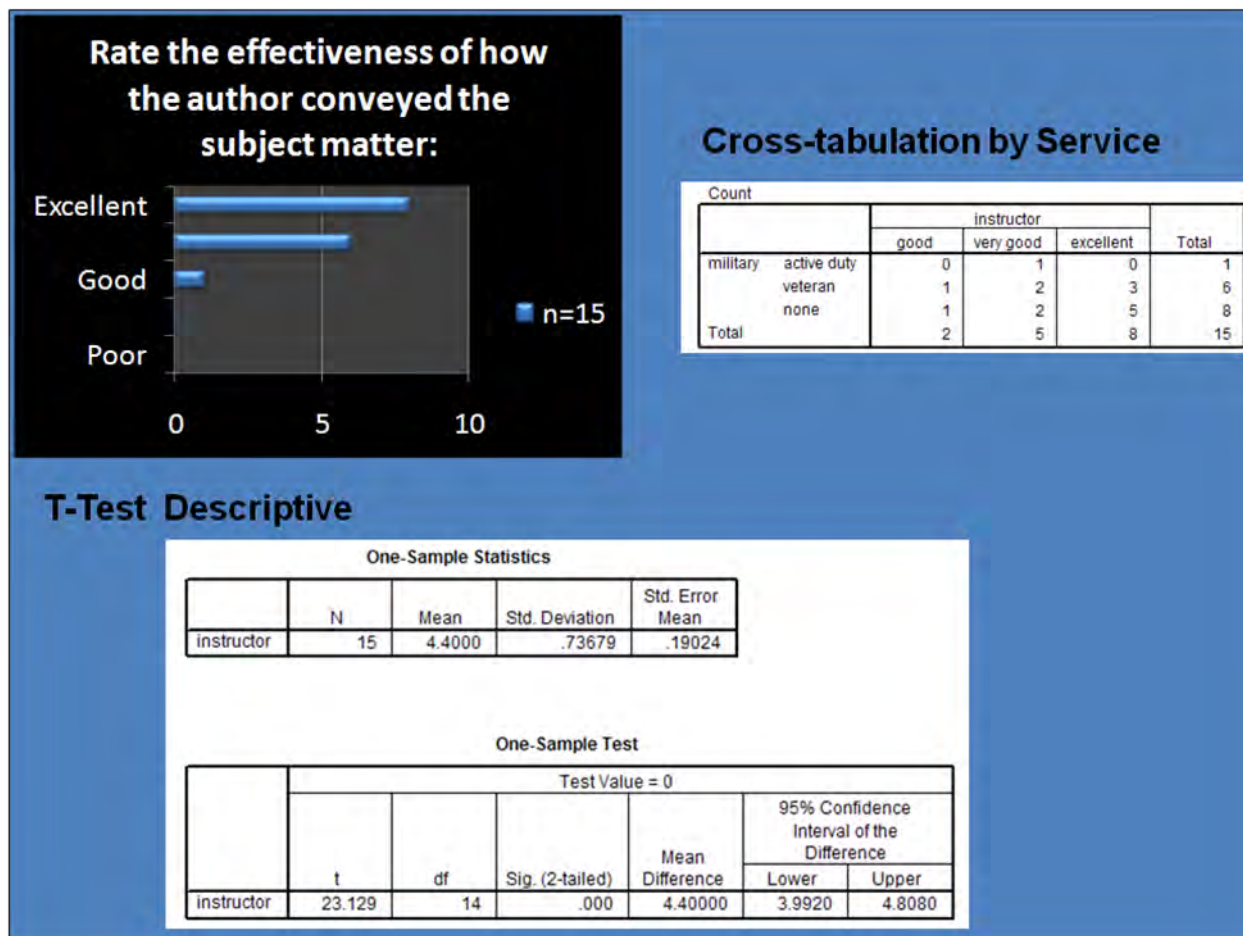 Rate the effectiveness of how
the author conveyed the
subject matter:
Excellent
Good
Poor
0 5 10
n=15
Cross-tabulation by Service
Count
instructor
good very good excellent Total
military active duty 0 1 0 1
veteran 1 2 3 6
none 1 2 5 8
Total 2 5 8 15
T-Test Descriptive
One-Sample Statistics
N Mean Std. Deviation Std. Error
Mean
instructor 15 4.4000 .73679 .19024
One-Sample Test
Test Value = 0
95% Confidence
Interval of the
Difference
Mean
t df Sig. (2-tailed) Difference Lower Upper
instructor 23.129 14 .000 4.40000 3.9920 4.8080